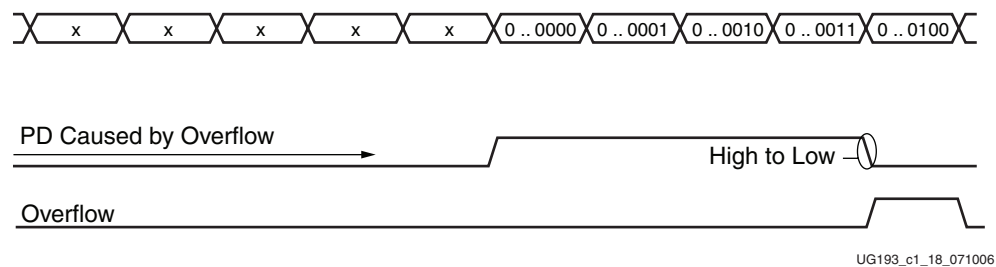 x x x x x 0 .. 0000 0 .. 0001 0 .. 0010 0 .. 0011 0 .. 0100
PD Caused by Overflow
High to Low
Overflow
UG193_c1_18_071006